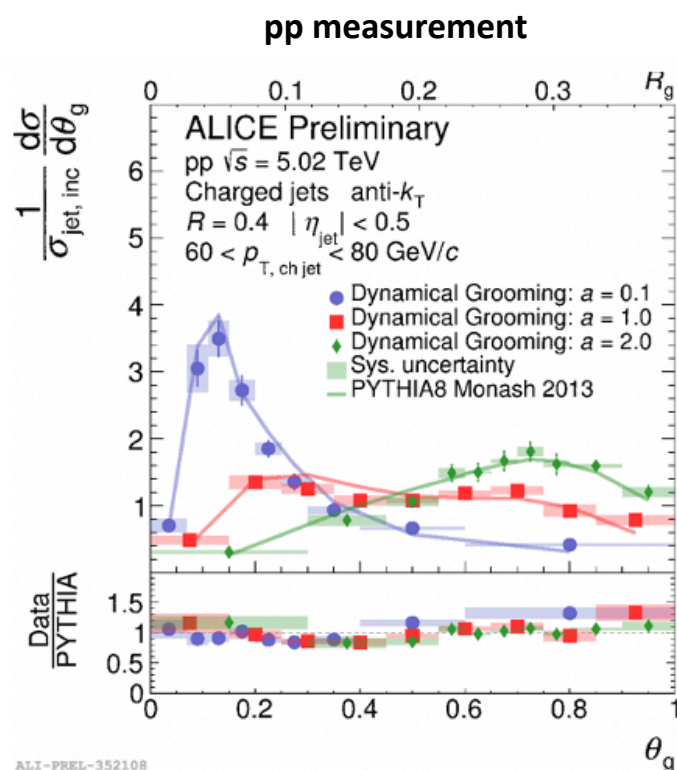 pp measurement
0 0.1 0.2 0.3 R_g
1/σ_jet, inc dσ/dθ_g
ALICE Preliminary
pp √s = 5.02 TeV
Charged jets anti-k_T
R = 0.4 | η_jet| < 0.5
60 < p_T, ch jet < 80 GeV/c
Dynamical Grooming: a = 0.1
Dynamical Grooming: a = 1.0
Dynamical Grooming: a = 2.0
Sys. uncertainty
PYTHIA8 Monash 2013
6
5
4
3
2
1
Data/PYTHIA
1.5
1
0.5
0
0 0.2 0.4 0.6 0.8 1
θ_g
ALI-PREL-352108